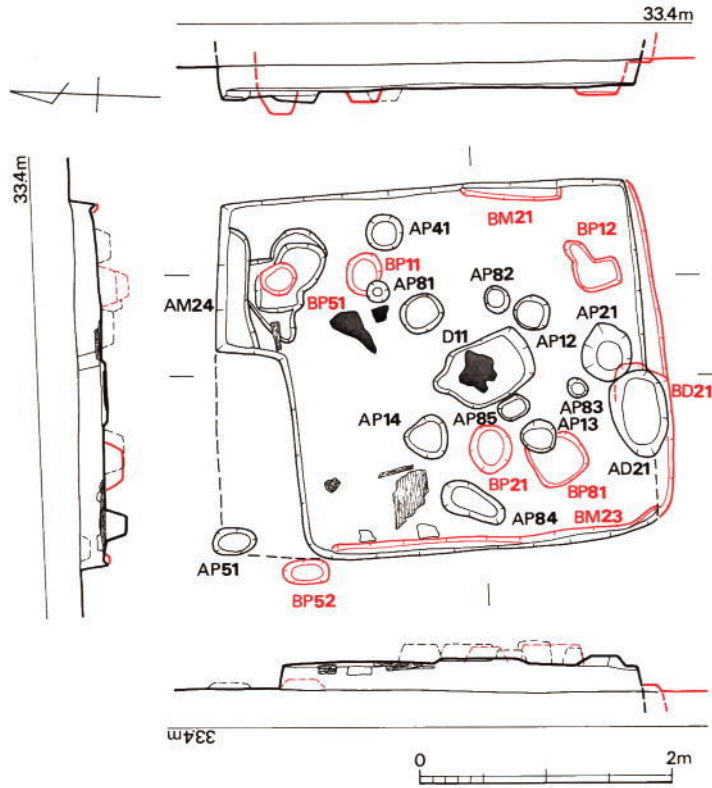 33.4m
33.4m
AP41
BM21
BP12
BP11
AP82
AP81
BP51
AM24
AP21
D11
AP12
BD21
AP83
AP85
AP14
AP13
AD21
BP21
BP81
AP84
BM23
AP51
BP52
33.4m
0
2m